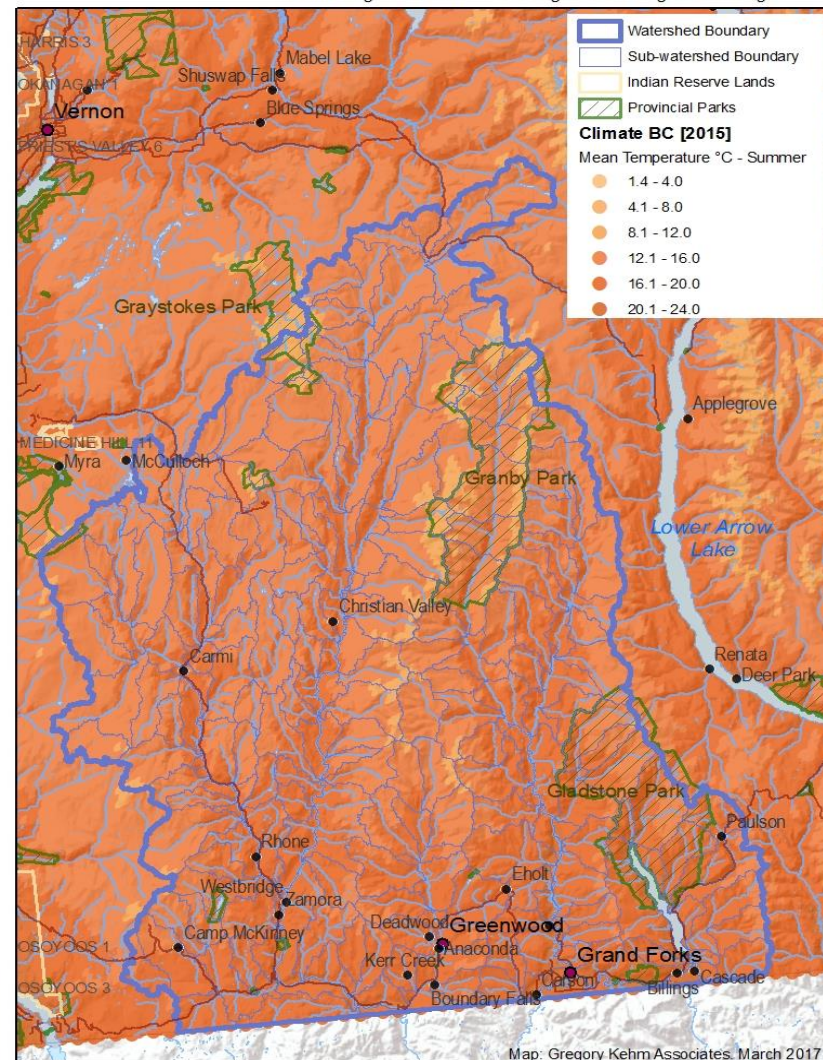 Watershed Boundary
Sub-watershed Boundary
Indian Reserve Lands
Provincial Parks
Climate BC [2015]
Mean Temperature °C - Summer
1.4 - 4.0
4.1 - 8.0
8.1 - 12.0
12.1 - 16.0
16.1 - 20.0
20.1 - 24.0
HARRIS 3
Mabel Lake
Shuswap Falls
OKANAGAN 1
Vernon
Blue Springs
PRIEST'S VALLEY 6
Graystokes Park
Applegrove
MEDICINE HILL 11
Myra
McCulloch
Granby Park
Lower Arrow
Lake
Christian Valley
Carmi
Renata
Deer Park
Gladstone Park
Paulson
Rhone
Eholt
Westbridge
Zamora
Deadwood
Greenwood
Camp McKinney
Anaconda
OSOYOOS 1
Kerr Creek
Grand Forks
Cascade
Carson
Billings
OSOYOOS 3
Boundary Falls
Map: Gregory Kehm Associates, March 2017